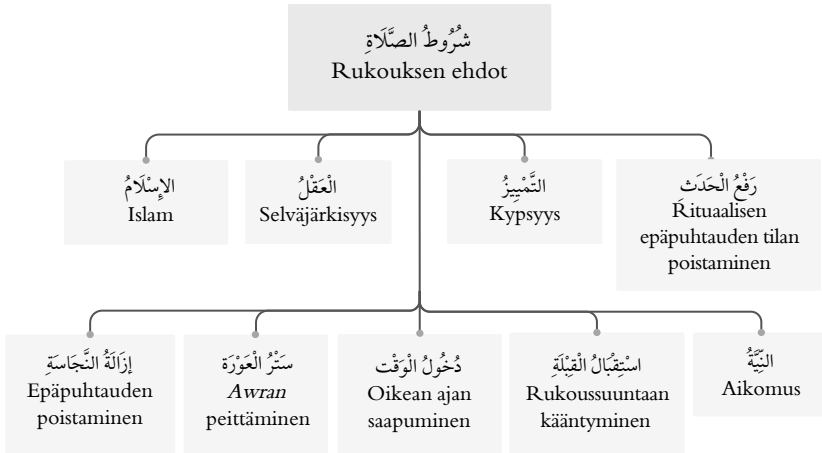 شُرُوطُ الصَّلَاةِ
Rukouksen ehdot
الإِسْلَامُ
Islam
الْعَقْلُ
Selväjärkisyys
التَّمْيِيزُ
Kypsyys
رَفْعُ الْحَدَثِ
Rituaalisen
epäpuhtauden tilan
poistaminen
إِزَالَةُ النَّجَاسَةِ
Epäpuhtauden
poistaminen
سَتْرُ الْعَوْرَة
Awran
peittäminen
دُخُولُ الْوَقْت
Oikean ajan
saapuminen
اسْتِقْبَالُ الْقِبْلَةِ
Rukoussuuntaan
kääntyminen
النِّيَّةُ
Aikomus